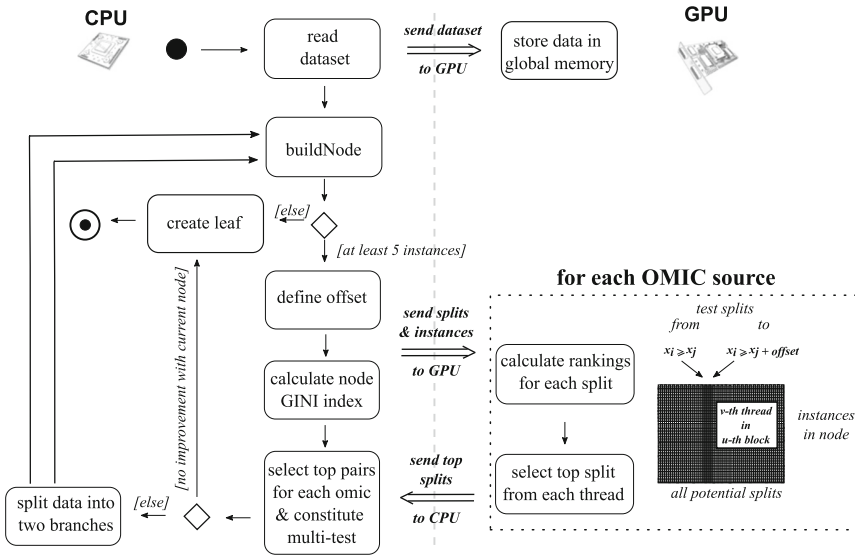 CPU
GPU
read
dataset
send dataset
to GPU
store data in
global memory
buildNode
[else]
create leaf
[at least 5 instances]
define offset
send splits
& instances
to GPU
for each OMIC source
test splits
from to
xi ⩾ xj xi ⩾ xj + offset
calculate rankings
for each split
v-th thread
in
u-th block
instances
in node
all potential splits
calculate node
GINI index
[no improvement with current node]
select top pairs
for each omic
& constitute
multi-test
send top
splits
to CPU
select top split
from each thread
[else]
split data into
two branches